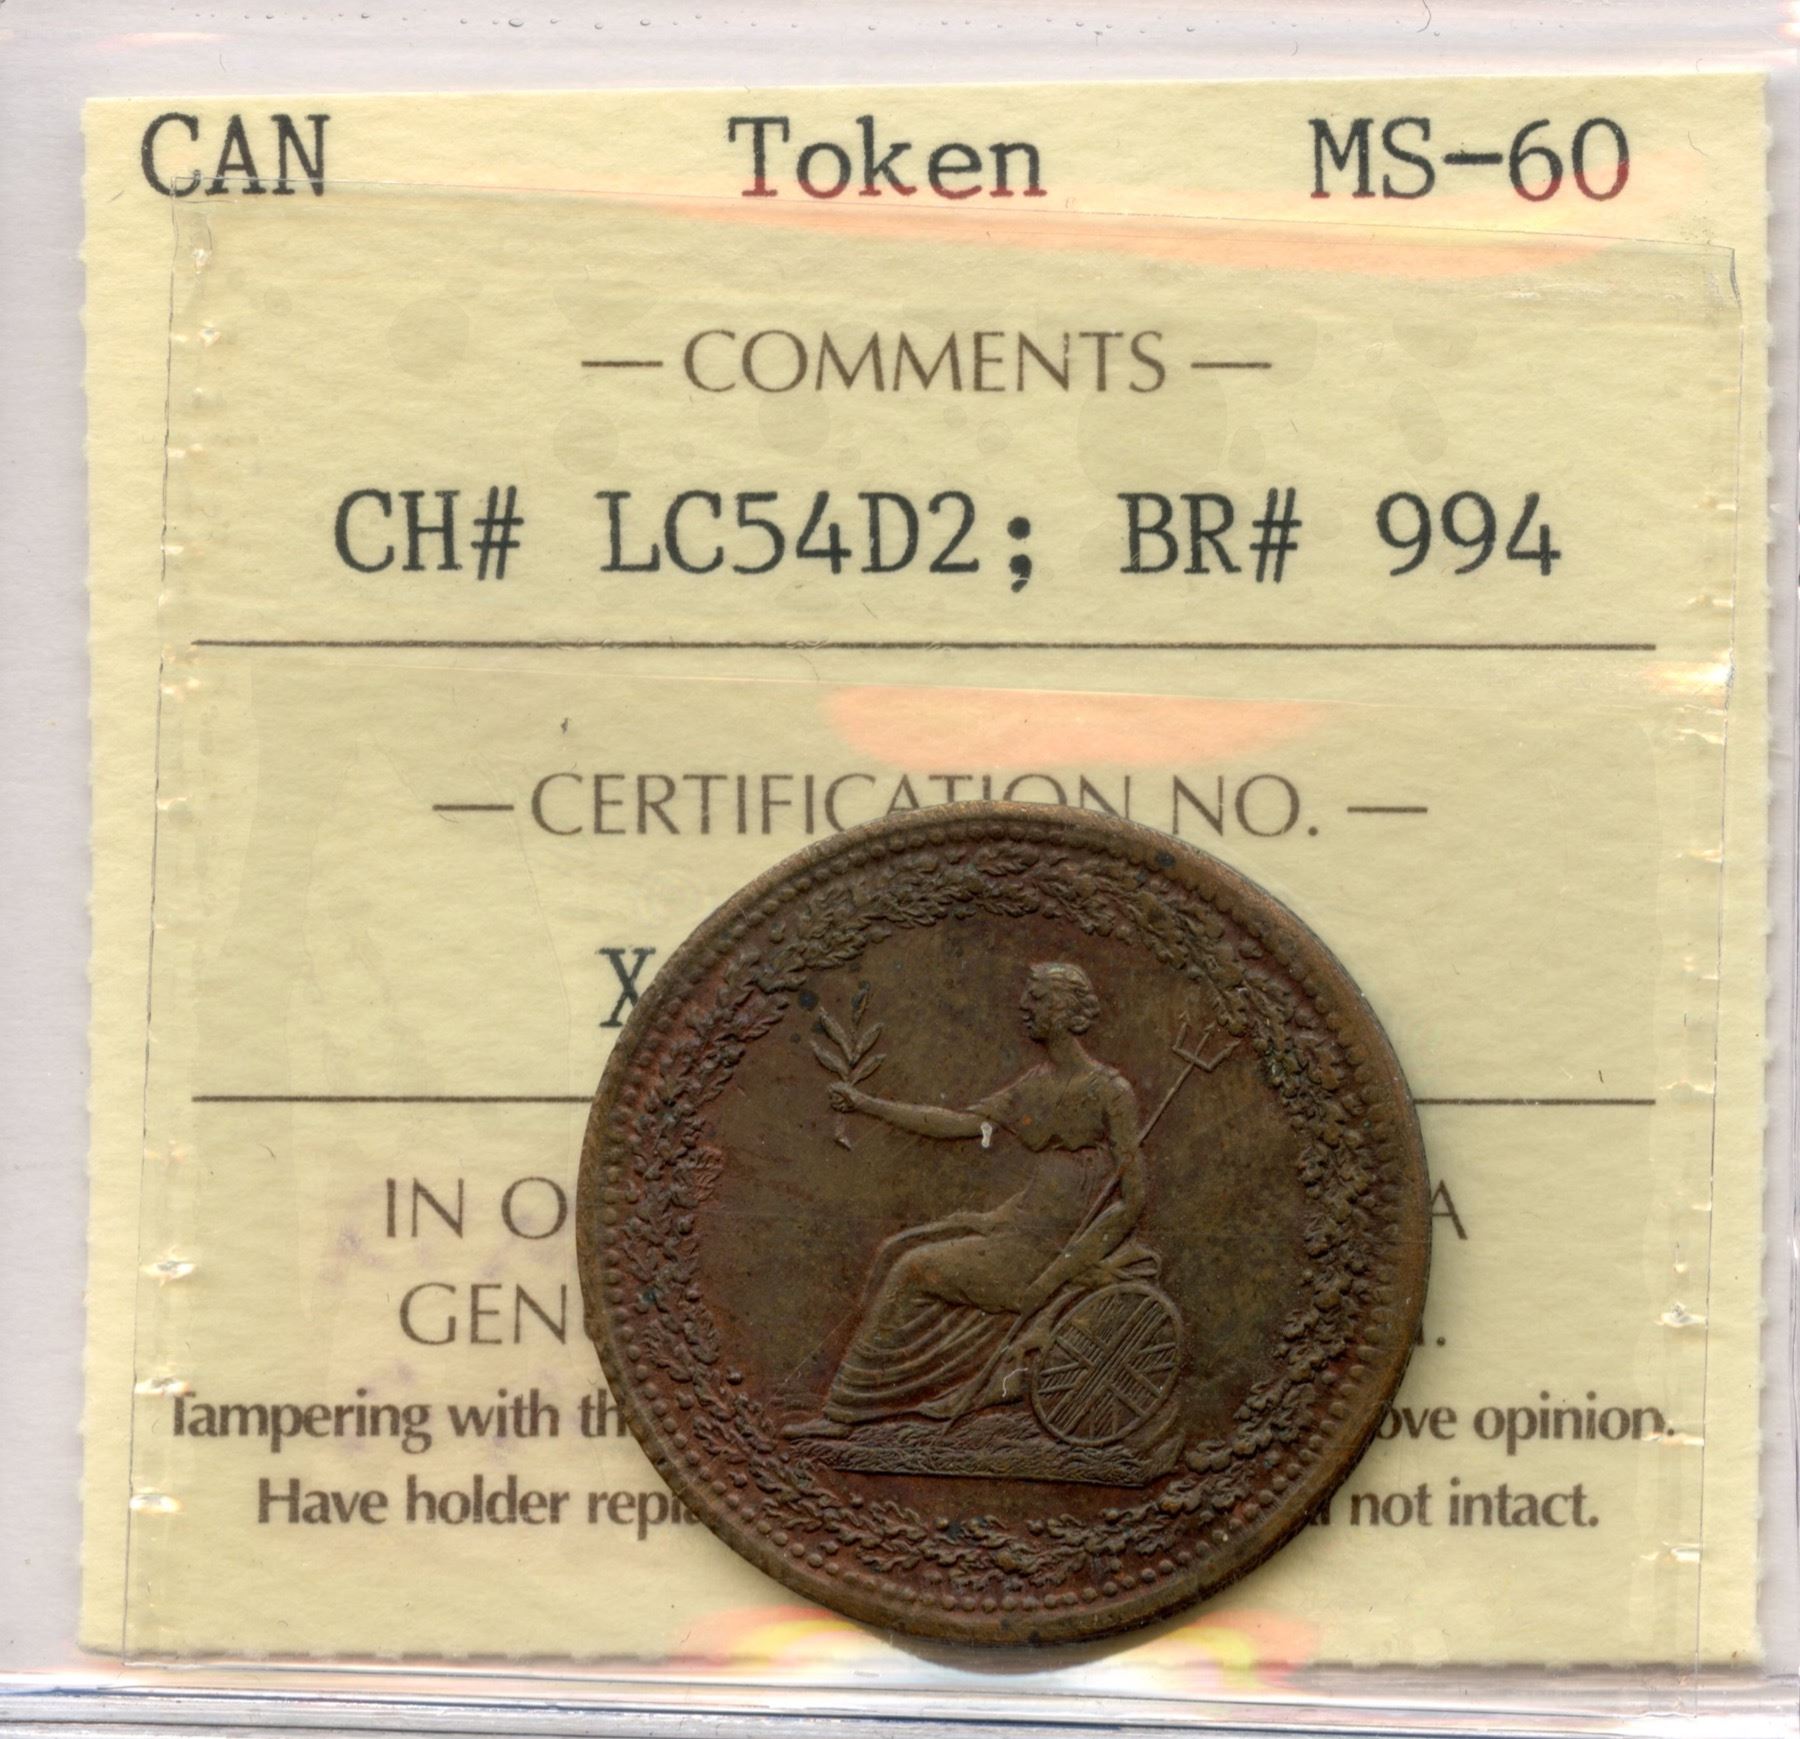 CAN Token MS-60
— COMMENTS —
CH# LC54D2; BR# 994
— CERTIFICATION NO. —
X
IN O A
GEN .
Tampering with th ove opinion.
Have holder repl not intact.